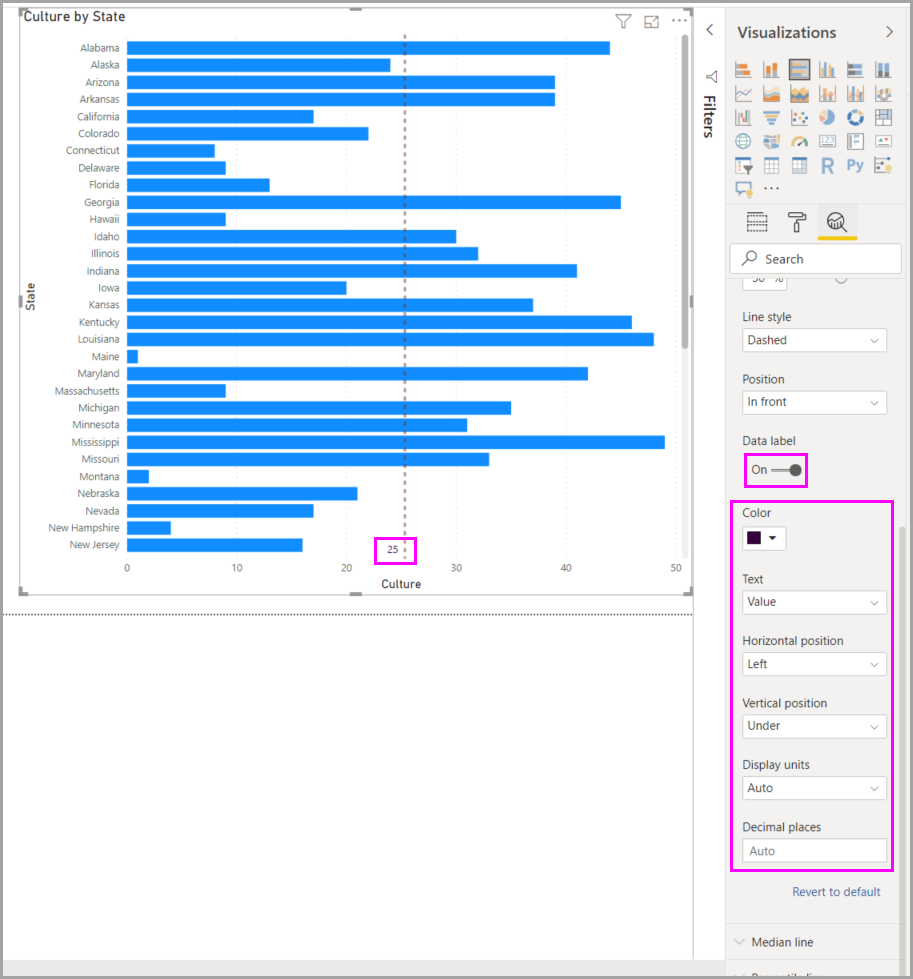 Culture by State
Alabama
Alaska
Arizona
Arkansas
California
Colorado
Connecticut
Delaware
Florida
Georgia
Hawaii
Idaho
Illinois
Indiana
Iowa
Kansas
Kentucky
Louisiana
Maine
Maryland
Massachusetts
Michigan
Minnesota
Mississippi
Missouri
Montana
Nebraska
Nevada
New Hampshire
New Jersey
State
25
0 10 20 30 40 50
Culture
Filters
Visualizations
123
R Py
Search
%
Line style
Dashed
Position
In front
Data label
On
Color
Text
Value
Horizontal position
Left
Vertical position
Under
Display units
Auto
Decimal places
Auto
Revert to default
Median line